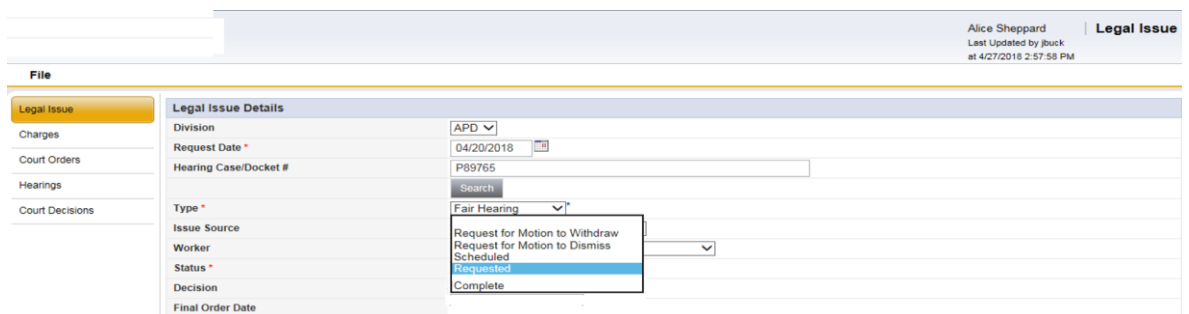 Alice Sheppard
Legal Issue
Last Updated by jbuck
at 4/27/2018 2:57:58 PM
File
Legal Issue
Charges
Court Orders
Hearings
Court Decisions
Legal Issue Details
Division APD
Request Date * 04/20/2018
Hearing Case/Docket # P89765
Search
Type * Fair Hearing *
Issue Source
Worker
Status *
Decision
Final Order Date
Request for Motion to Withdraw
Request for Motion to Dismiss
Scheduled
Requested
Complete